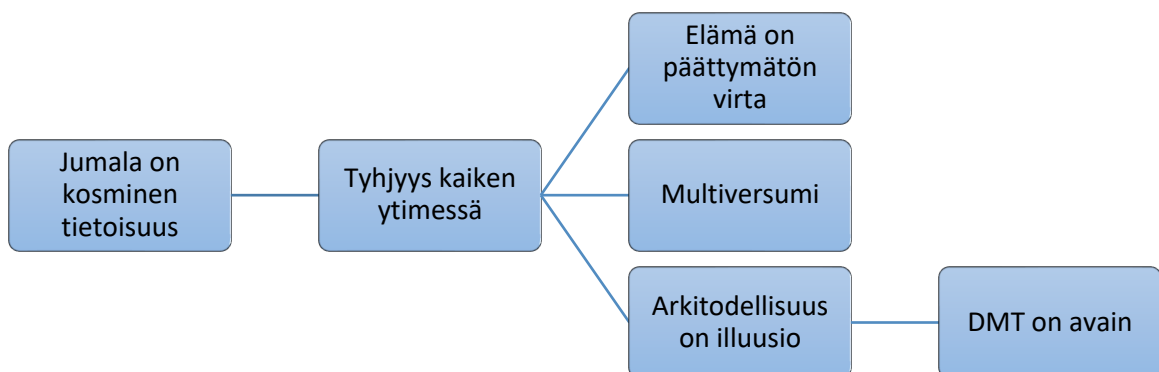 Jumala on
kosminen
tietoisuus
Tyhjyys kaiken
ytimessä
Elämä on
päättymätön
virta
Multiversumi
Arkitodellisuus
on illuusio
DMT on avain